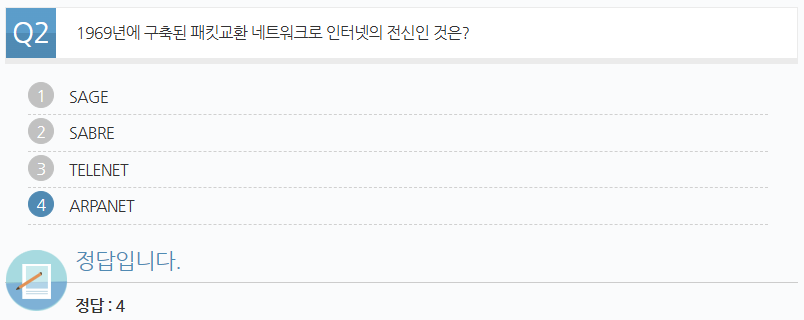 Q2 1969년에 구축된 패킷교환 네트워크로 인터넷의 전신인 것은?
1 SAGE
2 SABRE
3 TELENET
4 ARPANET
정답입니다.
정답 : 4